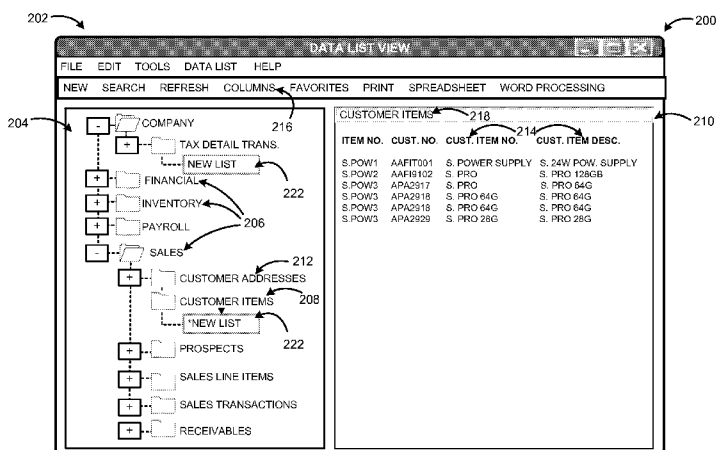 202
200
DATA LIST VIEW
FILE EDIT TOOLS DATA LIST HELP
NEW SEARCH REFRESH COLUMNS FAVORITES PRINT SPREADSHEET WORD PROCESSING
204
- COMPANY
216
+ TAX DETAIL TRANS.
NEW LIST
222
+ FINANCIAL
+ INVENTORY
206
+ PAYROLL
- SALES
212
+ CUSTOMER ADDRESSES
208
CUSTOMER ITEMS
*NEW LIST
222
+ PROSPECTS
+ SALES LINE ITEMS
+ SALES TRANSACTIONS
+ RECEIVABLES
CUSTOMER ITEMS 218
210
214
ITEM NO. CUST. NO. CUST. ITEM NO. CUST. ITEM DESC.
S.POW1 AAFIT001 S. POWER SUPPLY S. 24W POW. SUPPLY
S.POW2 AAFI9102 S. PRO S. PRO 128GB
S.POW3 APA2917 S. PRO S. PRO 64G
S.POW3 APA2918 S. PRO 64G S. PRO 64G
S.POW3 APA2918 S. PRO 64G S. PRO 64G
S.POW3 APA2929 S. PRO 28G S. PRO 28G